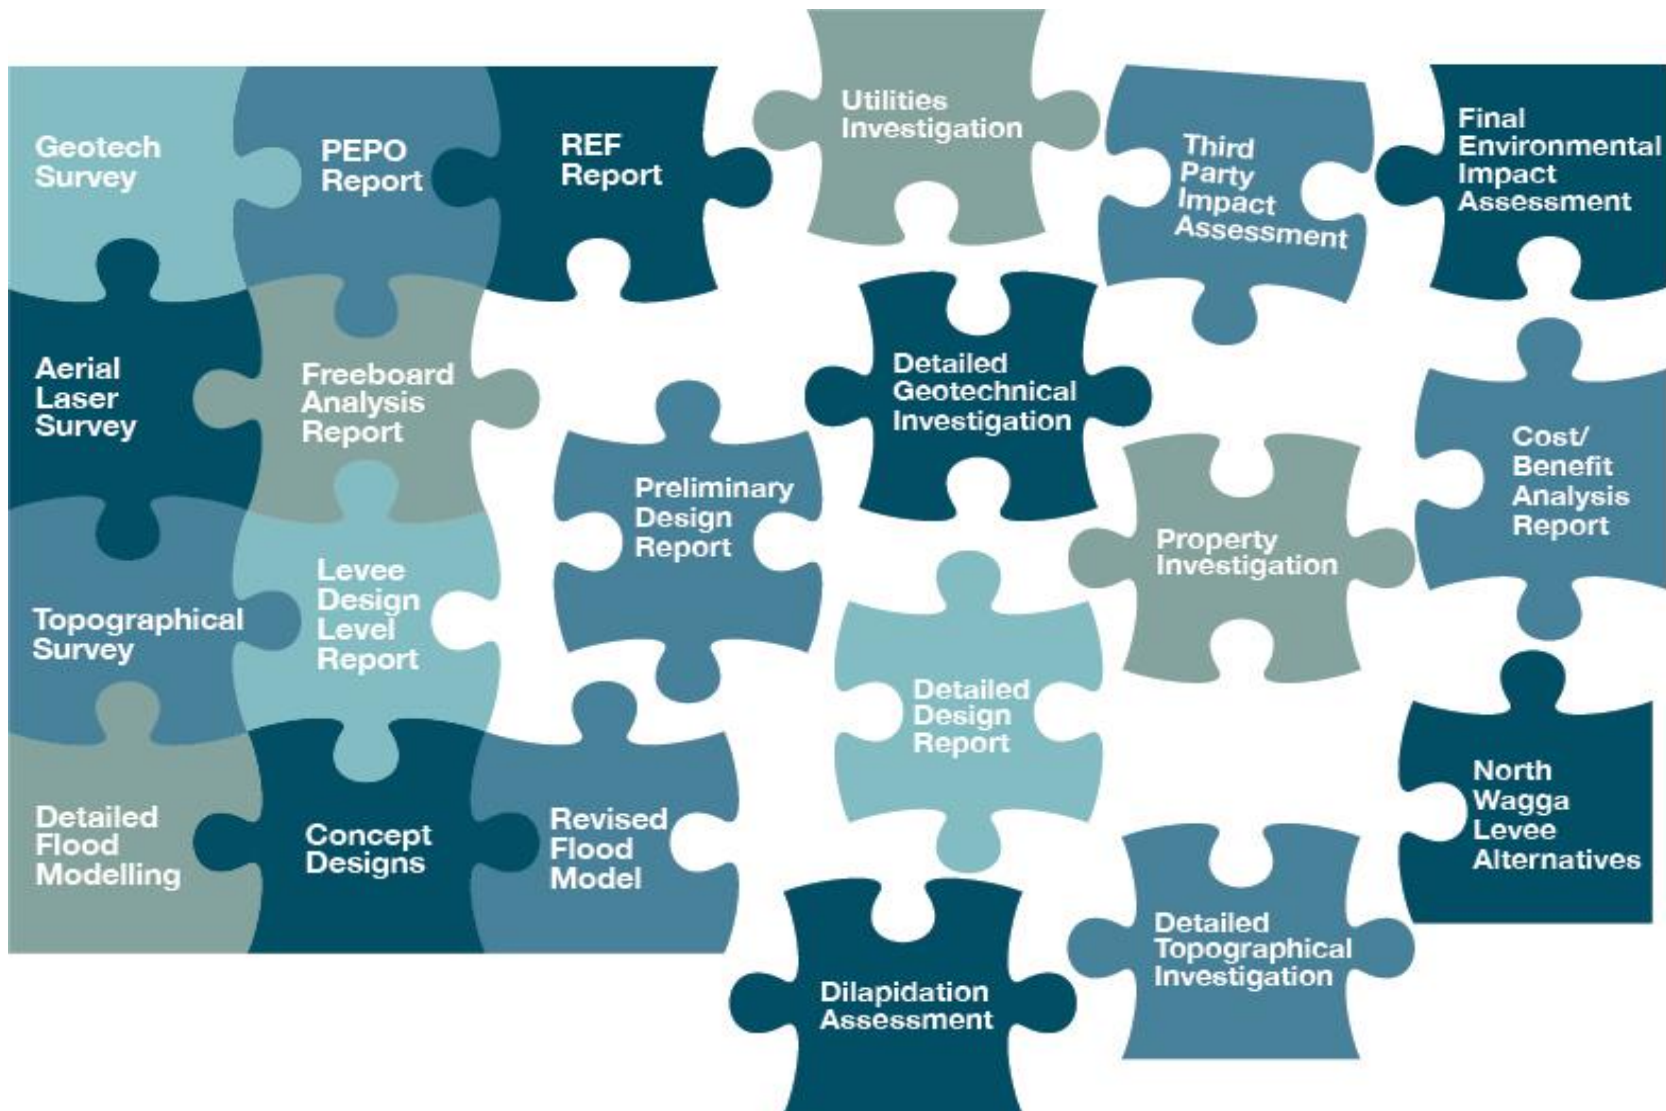 Geotech
Survey
PEPO
Report
REF
Report
Utilities
Investigation
Third
Party
Impact
Assessment
Final
Environmental
Impact
Assessment
Aerial
Laser
Survey
Freeboard
Analysis
Report
Preliminary
Design
Report
Detailed
Geotechnical
Investigation
Property
Investigation
Cost/
Benefit
Analysis
Report
Topographical
Survey
Levee
Design
Level
Report
Detailed
Design
Report
North
Wagga
Levee
Alternatives
Detailed
Flood
Modelling
Concept
Designs
Revised
Flood
Model
Dilapidation
Assessment
Detailed
Topographical
Investigation